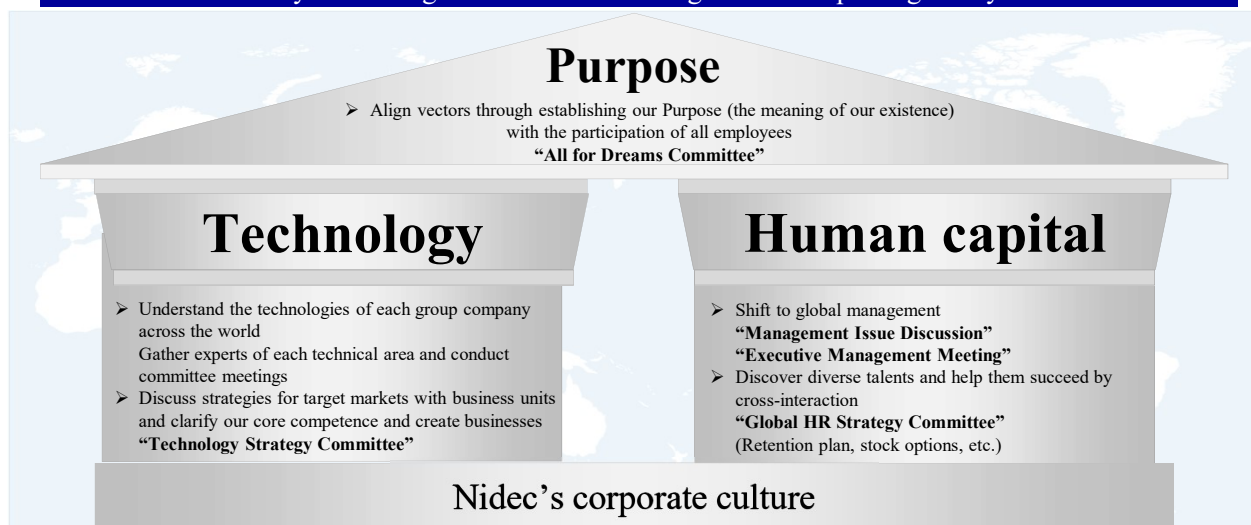 Purpose
➢ Align vectors through establishing our Purpose (the meaning of our existence)
with the participation of all employees
“All for Dreams Committee”
Technology
➢ Understand the technologies of each group company
across the world
Gather experts of each technical area and conduct
committee meetings
➢ Discuss strategies for target markets with business units
and clarify our core competence and create businesses
“Technology Strategy Committee”
Human capital
➢ Shift to global management
“Management Issue Discussion”
“Executive Management Meeting”
➢ Discover diverse talents and help them succeed by
cross-interaction
“Global HR Strategy Committee”
(Retention plan, stock options, etc.)
Nidec’s corporate culture